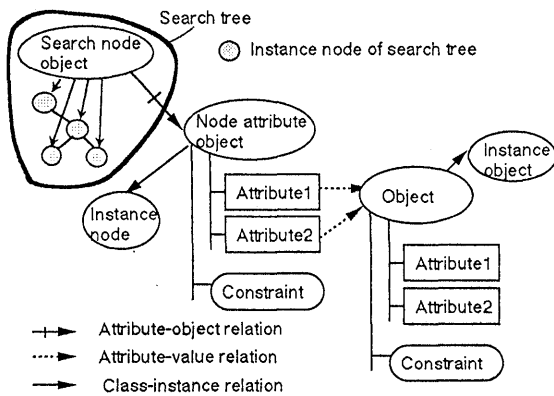 Search tree
Search node
object
Instance node of search tree
Node attribute
object
Instance
object
Instance
node
Attribute1
Attribute2
Object
Constraint
Attribute1
Attribute2
Constraint
Attribute-object relation
Attribute-value relation
Class-instance relation